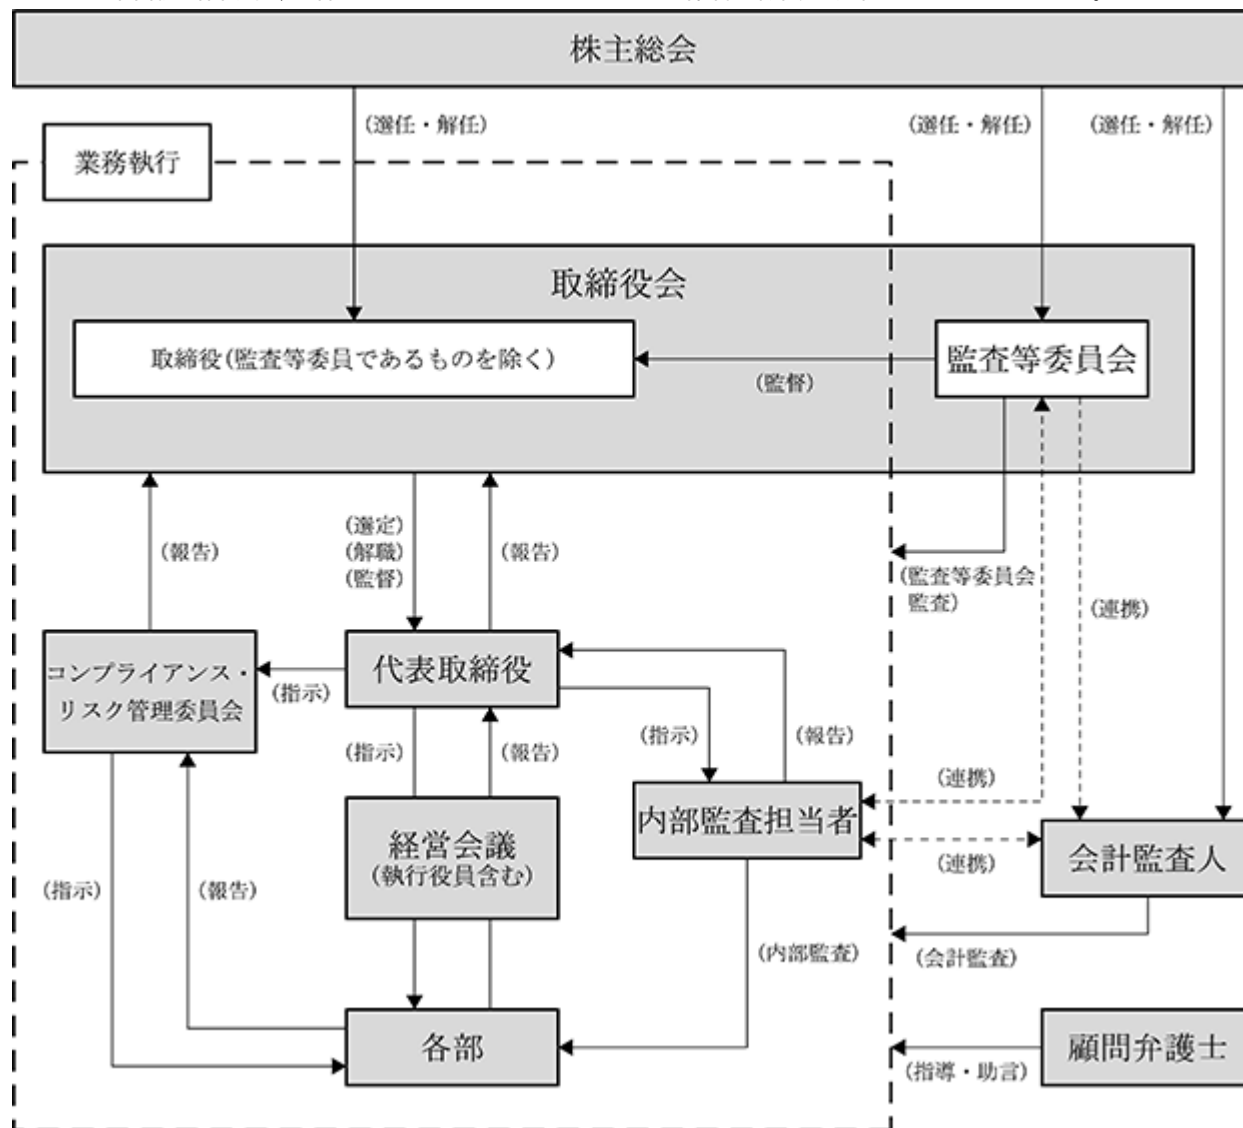 株主総会
(選任・解任)
(選任・解任)
(選任・解任)
業務執行
取締役会
取締役(監査等委員であるものを除く)
監査等委員会
(監督)
(報告)
(選定)
(解職)
(監督)
(報告)
(監査等委員会
監査)
(連携)
コンプライアンス・
リスク管理委員会
(指示)
代表取締役
(指示)
(報告)
(指示)
(報告)
(連携)
内部監査担当者
(連携)
会計監査人
経営会議
(執行役員含む)
(指示)
(報告)
(内部監査)
(会計監査)
各部
顧問弁護士
(指導・助言)